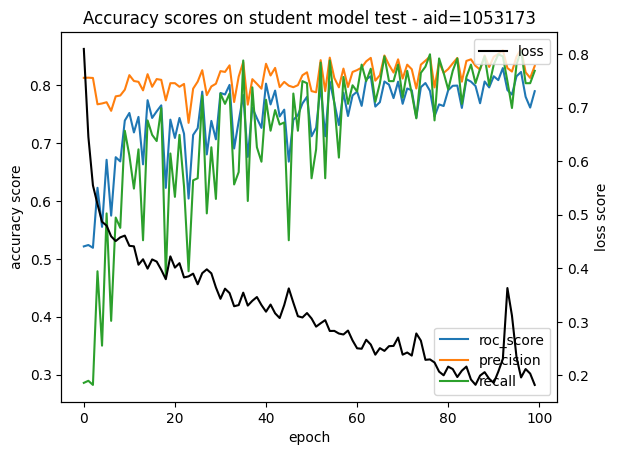 Accuracy scores on student model test - aid=1053173
accuracy score
0.8
0.7
0.6
0.5
0.4
0.3
0
20
40
60
80
100
epoch
0.8
0.7
0.6
0.5
0.4
0.3
0.2
loss score
loss
roc_score
precision
recall